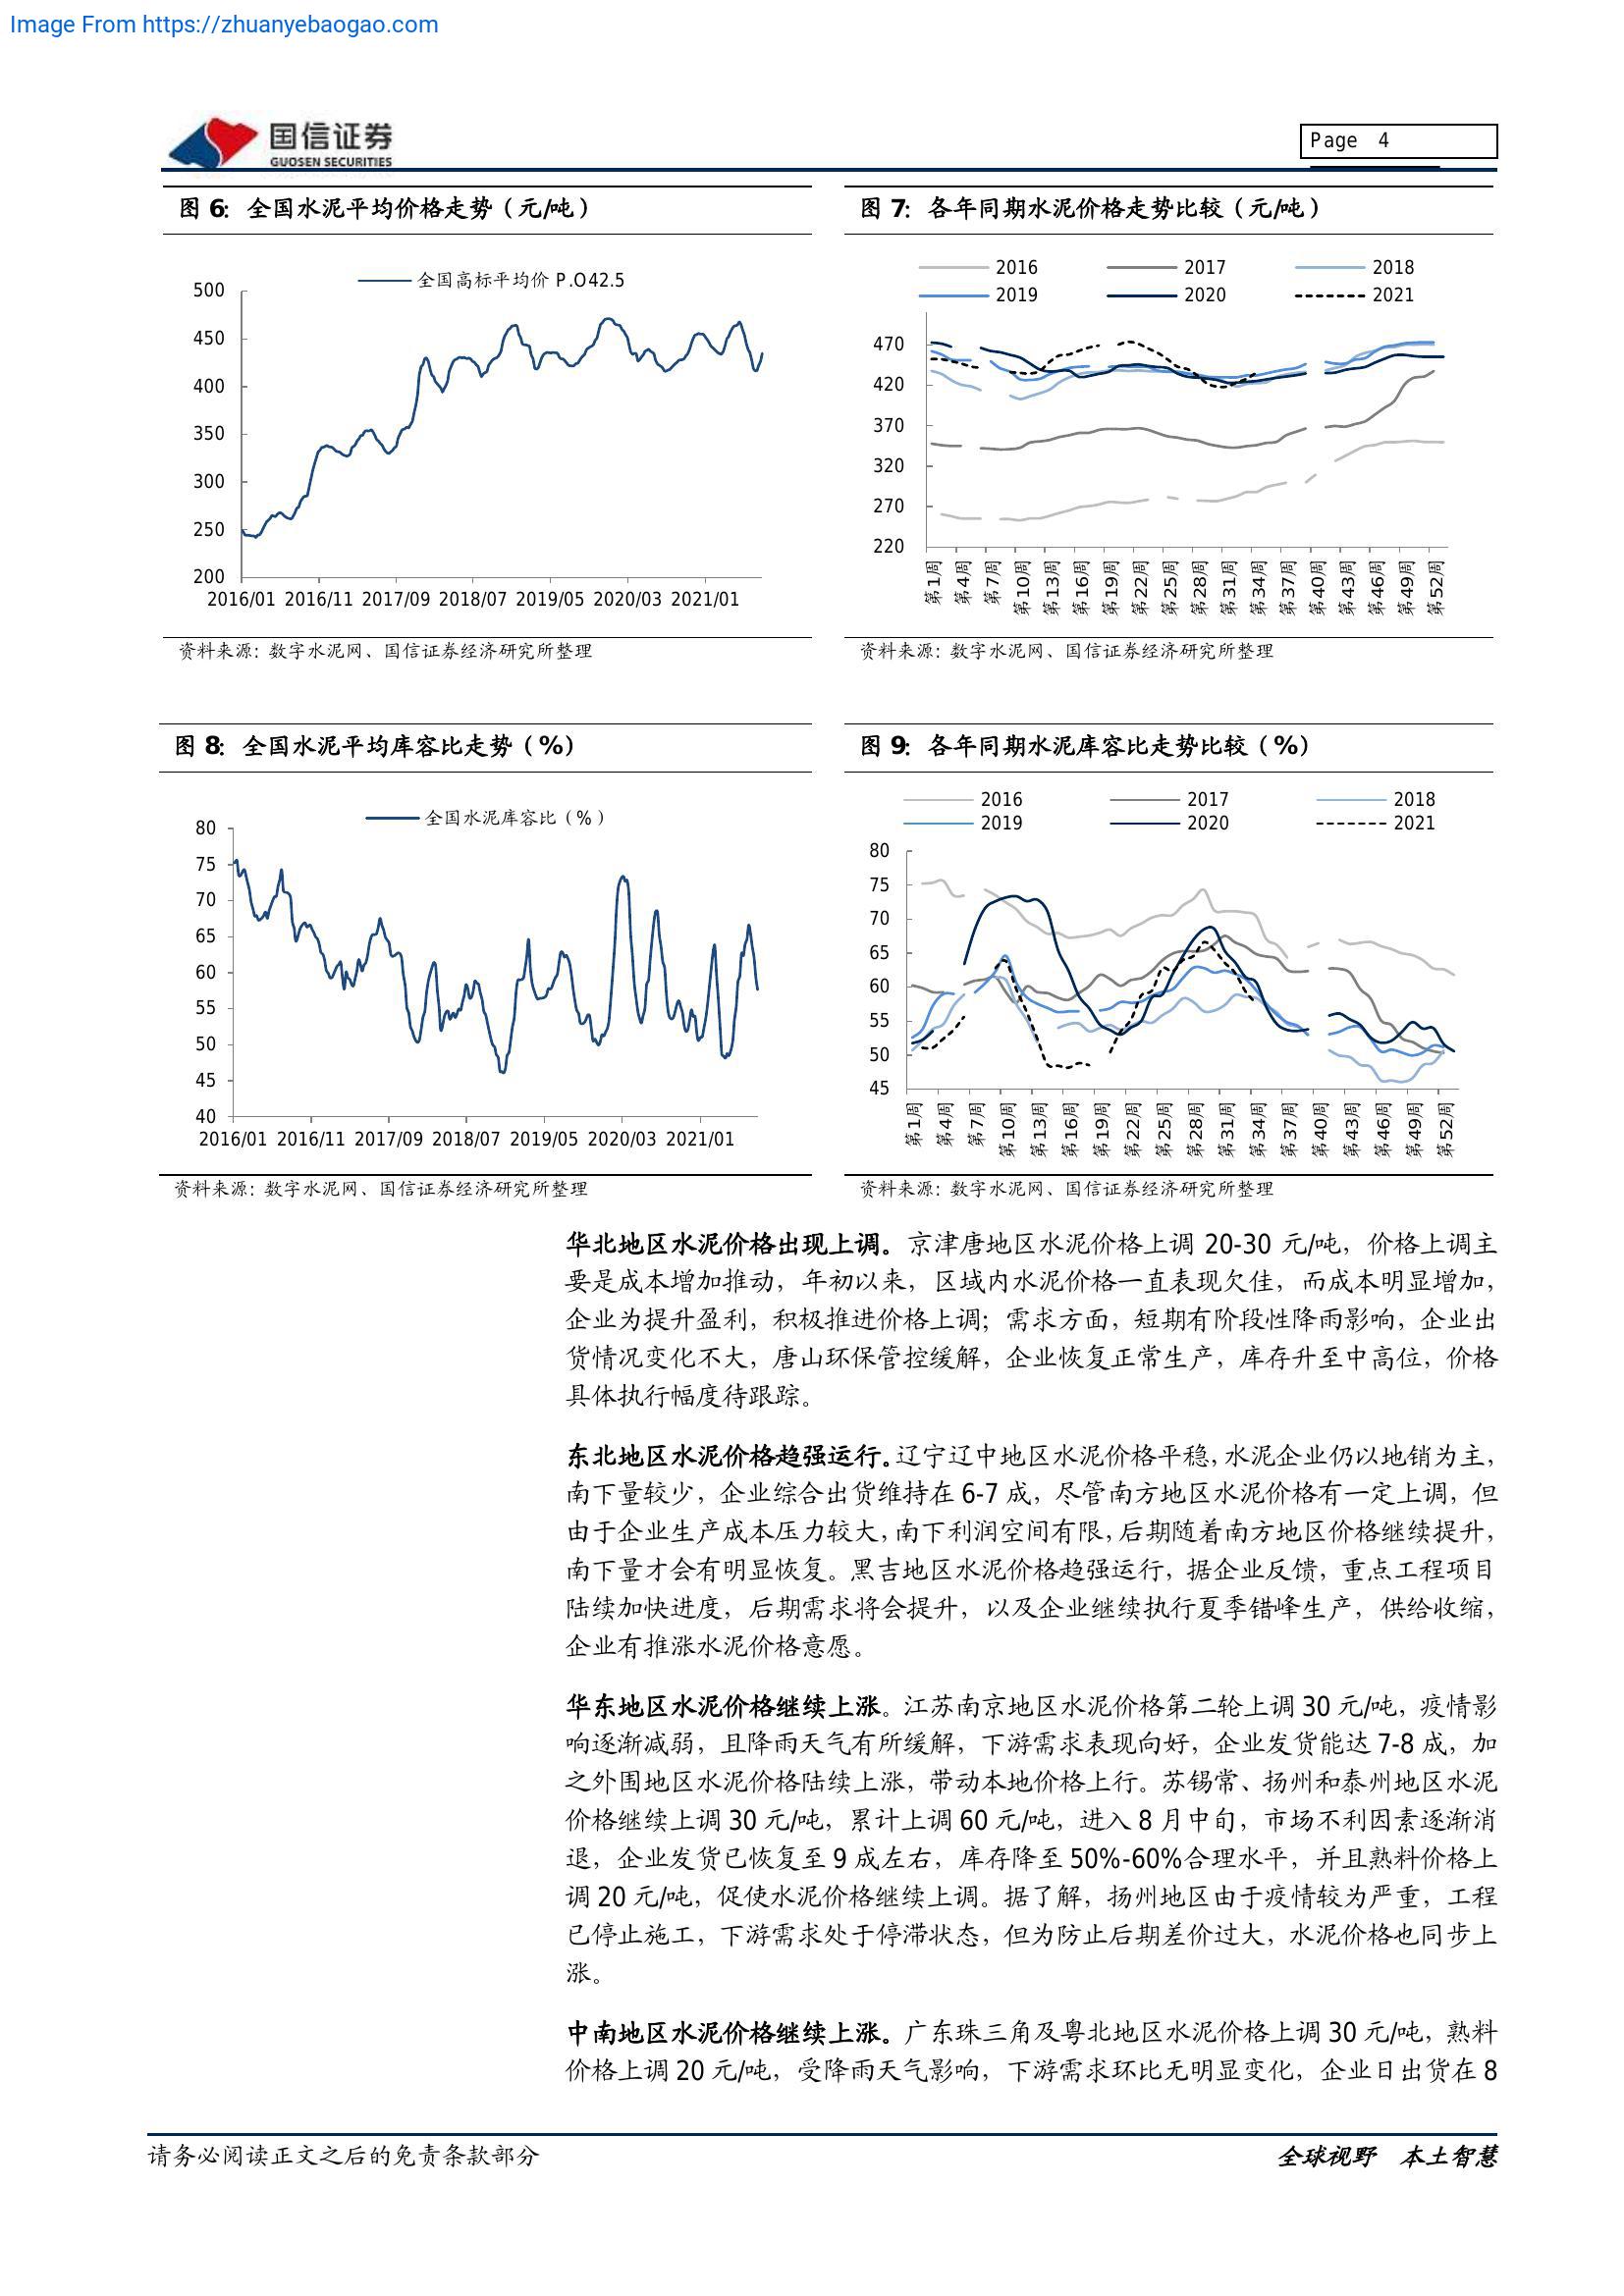 Image From https://zhuanyebaogao.com
国信证券
GUOSEN SECURITIES
Page 4
图 6: 全国水泥平均价格走势（元/吨）
全国高标平均价 P.O42.5
500
450
400
350
300
250
200
2016/01 2016/11 2017/09 2018/07 2019/05 2020/03 2021/01
资料来源: 数字水泥网、国信证券经济研究所整理
图 7: 各年同期水泥价格走势比较（元/吨）
2016 2017 2018
2019 2020 2021
470
420
370
320
270
220
第1周 第4周 第7周 第10周 第13周 第16周 第19周 第22周 第25周 第28周 第31周 第34周 第37周 第40周 第43周 第46周 第49周 第52周
资料来源: 数字水泥网、国信证券经济研究所整理
图 8: 全国水泥平均库容比走势（%）
全国水泥库容比（%）
80
75
70
65
60
55
50
45
40
2016/01 2016/11 2017/09 2018/07 2019/05 2020/03 2021/01
资料来源: 数字水泥网、国信证券经济研究所整理
图 9: 各年同期水泥库容比走势比较（%）
2016 2017 2018
2019 2020 2021
80
75
70
65
60
55
50
45
第1周 第4周 第7周 第10周 第13周 第16周 第19周 第22周 第25周 第28周 第31周 第34周 第37周 第40周 第43周 第46周 第49周 第52周
资料来源: 数字水泥网、国信证券经济研究所整理
华北地区水泥价格出现上调。京津唐地区水泥价格上调 20-30 元/吨，价格上调主
要是成本增加推动，年初以来，区域内水泥价格一直表现欠佳，而成本明显增加，
企业为提升盈利，积极推进价格上调；需求方面，短期有阶段性降雨影响，企业出
货情况变化不大，唐山环保管控缓解，企业恢复正常生产，库存升至中高位，价格
具体执行幅度待跟踪。
东北地区水泥价格趋强运行。辽宁辽中地区水泥价格平稳，水泥企业仍以地销为主，
南下量较少，企业综合出货维持在 6-7 成，尽管南方地区水泥价格有一定上调，但
由于企业生产成本压力较大，南下利润空间有限，后期随着南方地区价格继续提升，
南下量才会有明显恢复。黑吉地区水泥价格趋强运行，据企业反馈，重点工程项目
陆续加快进度，后期需求将会提升，以及企业继续执行夏季错峰生产，供给收缩，
企业有推涨水泥价格意愿。
华东地区水泥价格继续上涨。江苏南京地区水泥价格第二轮上调 30 元/吨，疫情影
响逐渐减弱，且降雨天气有所缓解，下游需求表现向好，企业发货能达 7-8 成，加
之外围地区水泥价格陆续上涨，带动本地价格上行。苏锡常、扬州和泰州地区水泥
价格继续上调 30 元/吨，累计上调 60 元/吨，进入 8 月中旬，市场不利因素逐渐消
退，企业发货已恢复至 9 成左右，库存降至 50%-60%合理水平，并且熟料价格上
调 20 元/吨，促使水泥价格继续上调。据了解，扬州地区由于疫情较为严重，工程
已停止施工，下游需求处于停滞状态，但为防止后期差价过大，水泥价格也同步上
涨。
中南地区水泥价格继续上涨。广东珠三角及粤北地区水泥价格上调 30 元/吨，熟料
价格上调 20 元/吨，受降雨天气影响，下游需求环比无明显变化，企业日出货在 8
请务必阅读正文之后的免责条款部分
全球视野 本土智慧